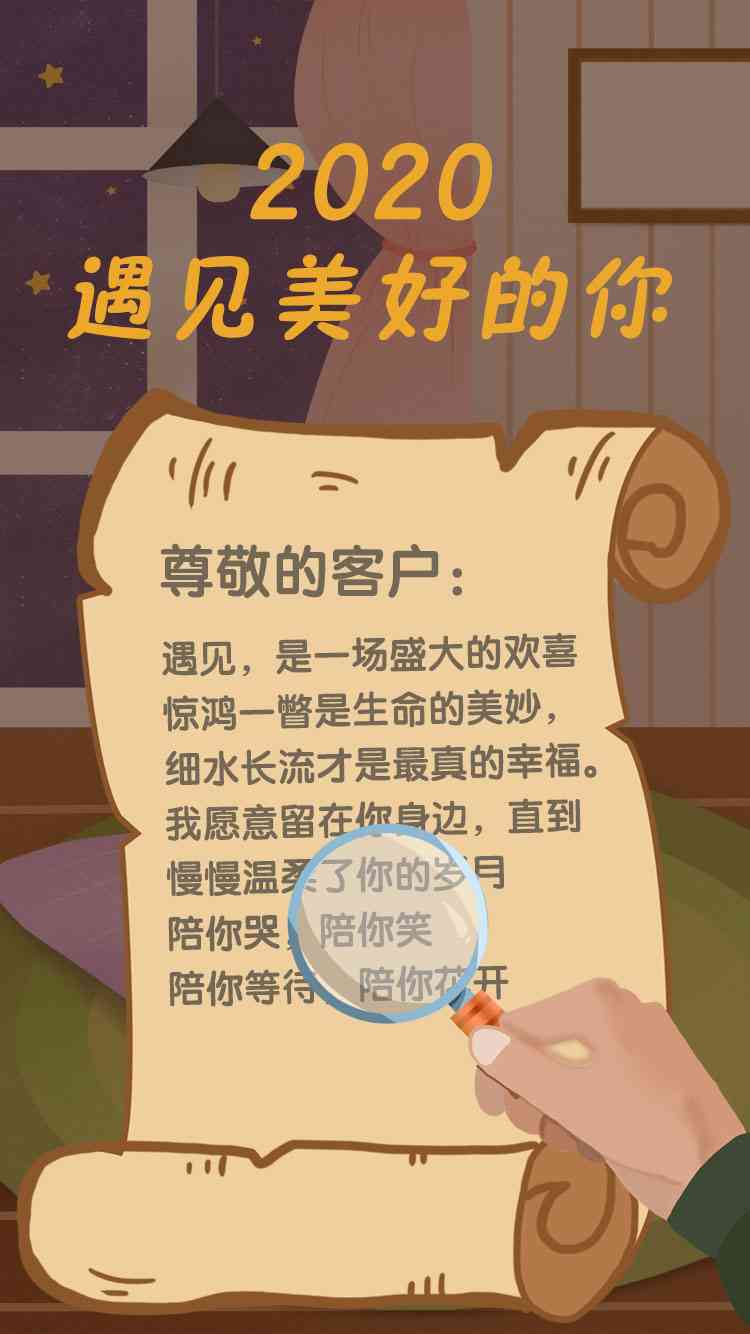 2020
遇见美好的你
尊敬的客户：
遇见，是一场盛大的欢喜
惊鸿一瞥是生命的美妙，
细水长流才是最真的幸福。
我愿意留在你身边，直到
慢慢温柔了你的岁月
陪你哭，陪你笑
陪你等待，陪你花开